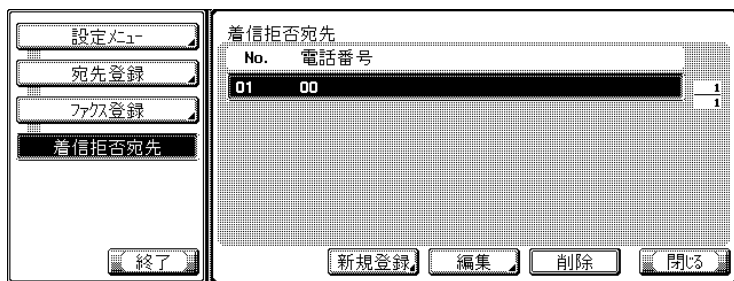 設定ﾒﾆｭｰ
宛先登録
ﾌｧｸｽ登録
着信拒否宛先
終了
着信拒否宛先
No. 電話番号
01 00
1
1
新規登録 編集 削除 閉じる